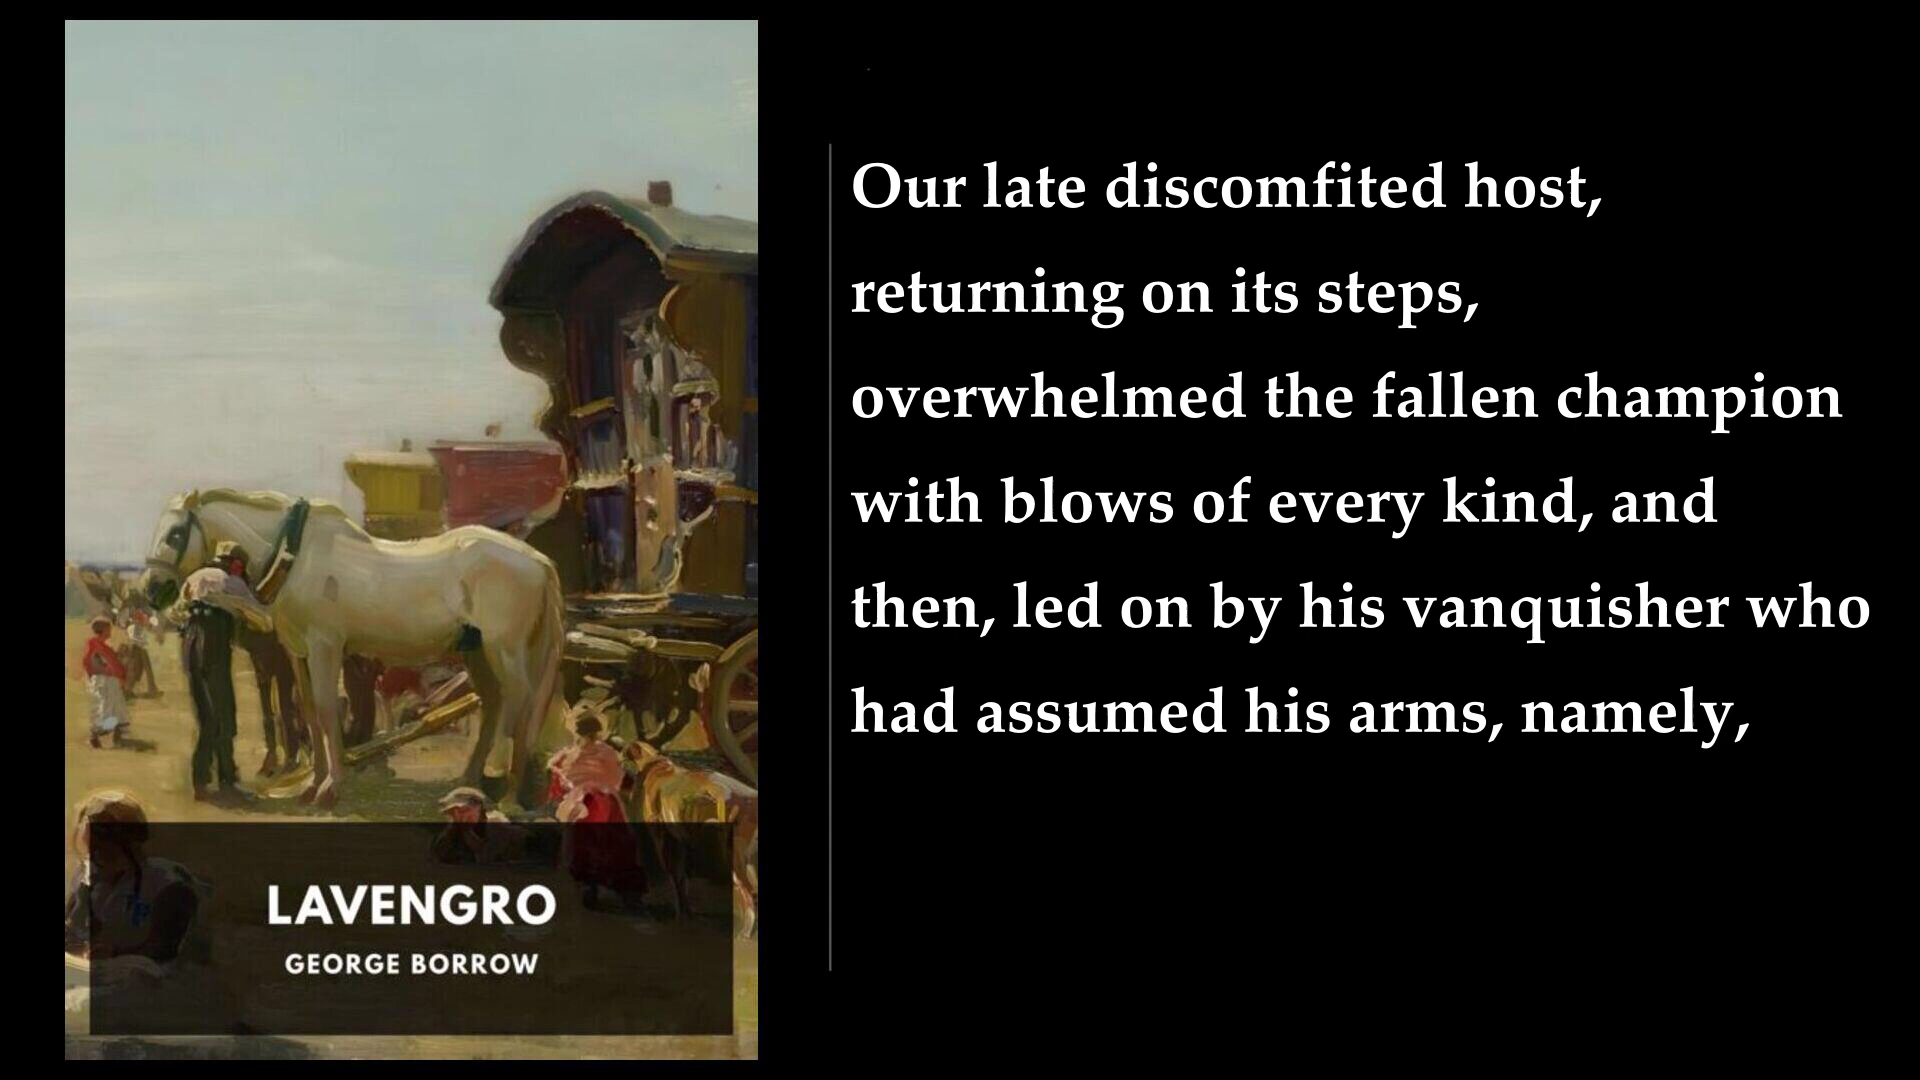 Our late discomfited host,
returning on its steps,
overwhelmed the fallen champion
with blows of every kind, and
then, led on by his vanquisher who
had assumed his arms, namely,
LAVENGRO
GEORGE BORROW